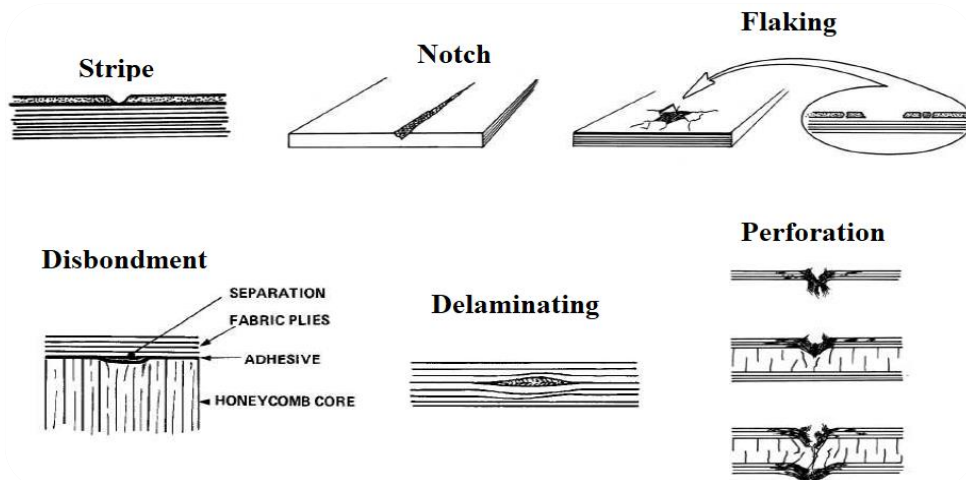 Stripe
Notch
Flaking
Disbondment
SEPARATION
FABRIC PLIES
ADHESIVE
HONEYCOMB CORE
Delaminating
Perforation